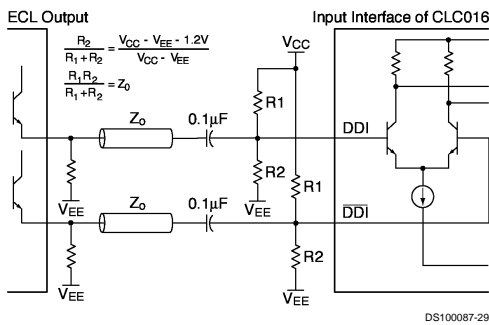 ECL Output
Input Interface of CLC016
R2 / (R1 + R2) = (VCC - VEE - 1.2V) / (VCC - VEE)
R1R2 / (R1 + R2) = Z0
VCC
Zo
0.1μF
R1
DDI
R2
R1
VEE
VEE
Zo
0.1μF
DDI
R2
VEE
VEE
DS100087-29